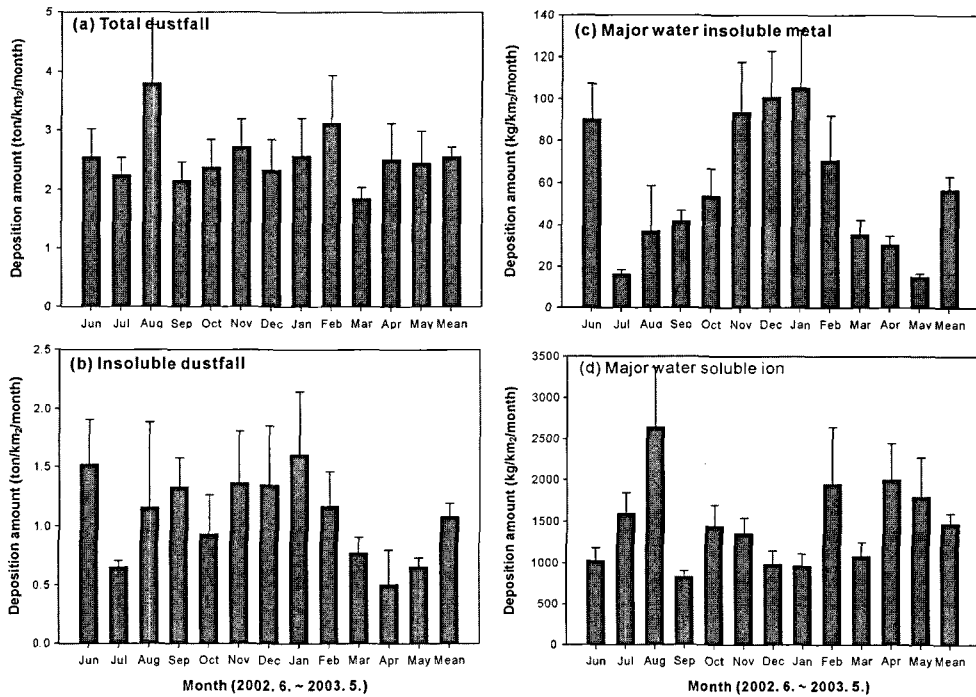 (a) Total dustfall
Deposition amount (ton/km2/month)
5
4
3
2
1
0
Jun Jul Aug Sep Oct Nov Dec Jan Feb Mar Apr May Mean
(c) Major water insoluble metal
Deposition amount (kg/km2/month)
140
120
100
80
60
40
20
0
Jun Jul Aug Sep Oct Nov Dec Jan Feb Mar Apr May Mean
(b) Insoluble dustfall
Deposition amount (ton/km2/month)
2.5
2.0
1.5
1.0
0.5
0.0
Jun Jul Aug Sep Oct Nov Dec Jan Feb Mar Apr May Mean
Month (2002. 6. ~ 2003. 5.)
(d) Major water soluble ion
Deposition amount (kg/km2/month)
3500
3000
2500
2000
1500
1000
500
0
Jun Jul Aug Sep Oct Nov Dec Jan Feb Mar Apr May Mean
Month (2002. 6. ~ 2003. 5.)